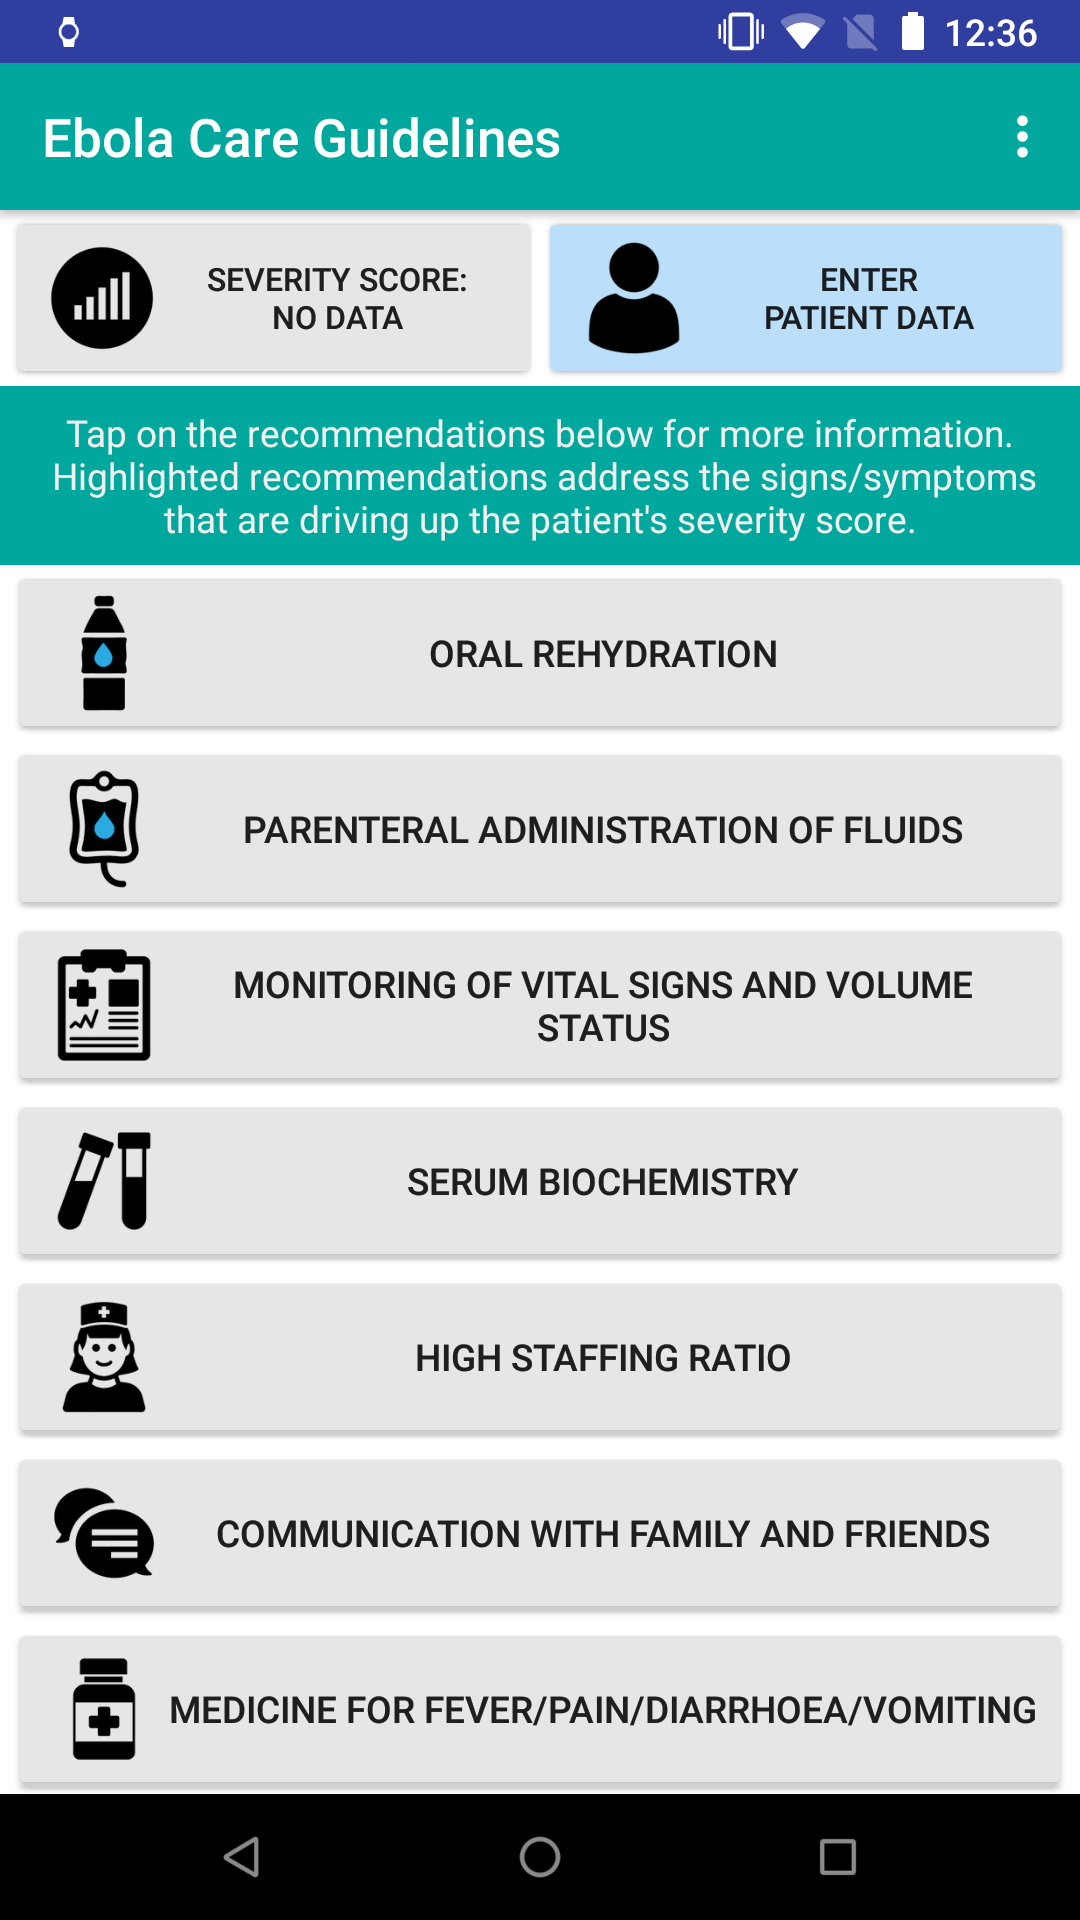 12:36
Ebola Care Guidelines
SEVERITY SCORE:
NO DATA
ENTER
PATIENT DATA
Tap on the recommendations below for more information.
Highlighted recommendations address the signs/symptoms
that are driving up the patient's severity score.
ORAL REHYDRATION
PARENTERAL ADMINISTRATION OF FLUIDS
MONITORING OF VITAL SIGNS AND VOLUME
STATUS
SERUM BIOCHEMISTRY
HIGH STAFFING RATIO
COMMUNICATION WITH FAMILY AND FRIENDS
MEDICINE FOR FEVER/PAIN/DIARRHOEA/VOMITING